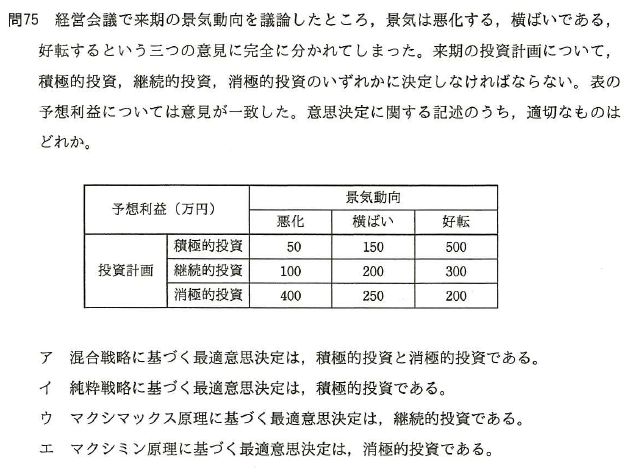 問75 経営会議で来期の景気動向を議論したところ，景気は悪化する，横ばいである，
好転するという三つの意見に完全に分かれてしまった。来期の投資計画について，
積極的投資，継続的投資，消極的投資のいずれかに決定しなければならない。表の
予想利益については意見が一致した。意思決定に関する記述のうち，適切なものは
どれか。
予想利益（万円） 景気動向
悪化 横ばい 好転
投資計画 積極的投資 50 150 500
継続的投資 100 200 300
消極的投資 400 250 200
ア 混合戦略に基づく最適意思決定は，積極的投資と消極的投資である。
イ 純粋戦略に基づく最適意思決定は，積極的投資である。
ウ マクシマックス原理に基づく最適意思決定は，継続的投資である。
エ マクシミン原理に基づく最適意思決定は，消極的投資である。